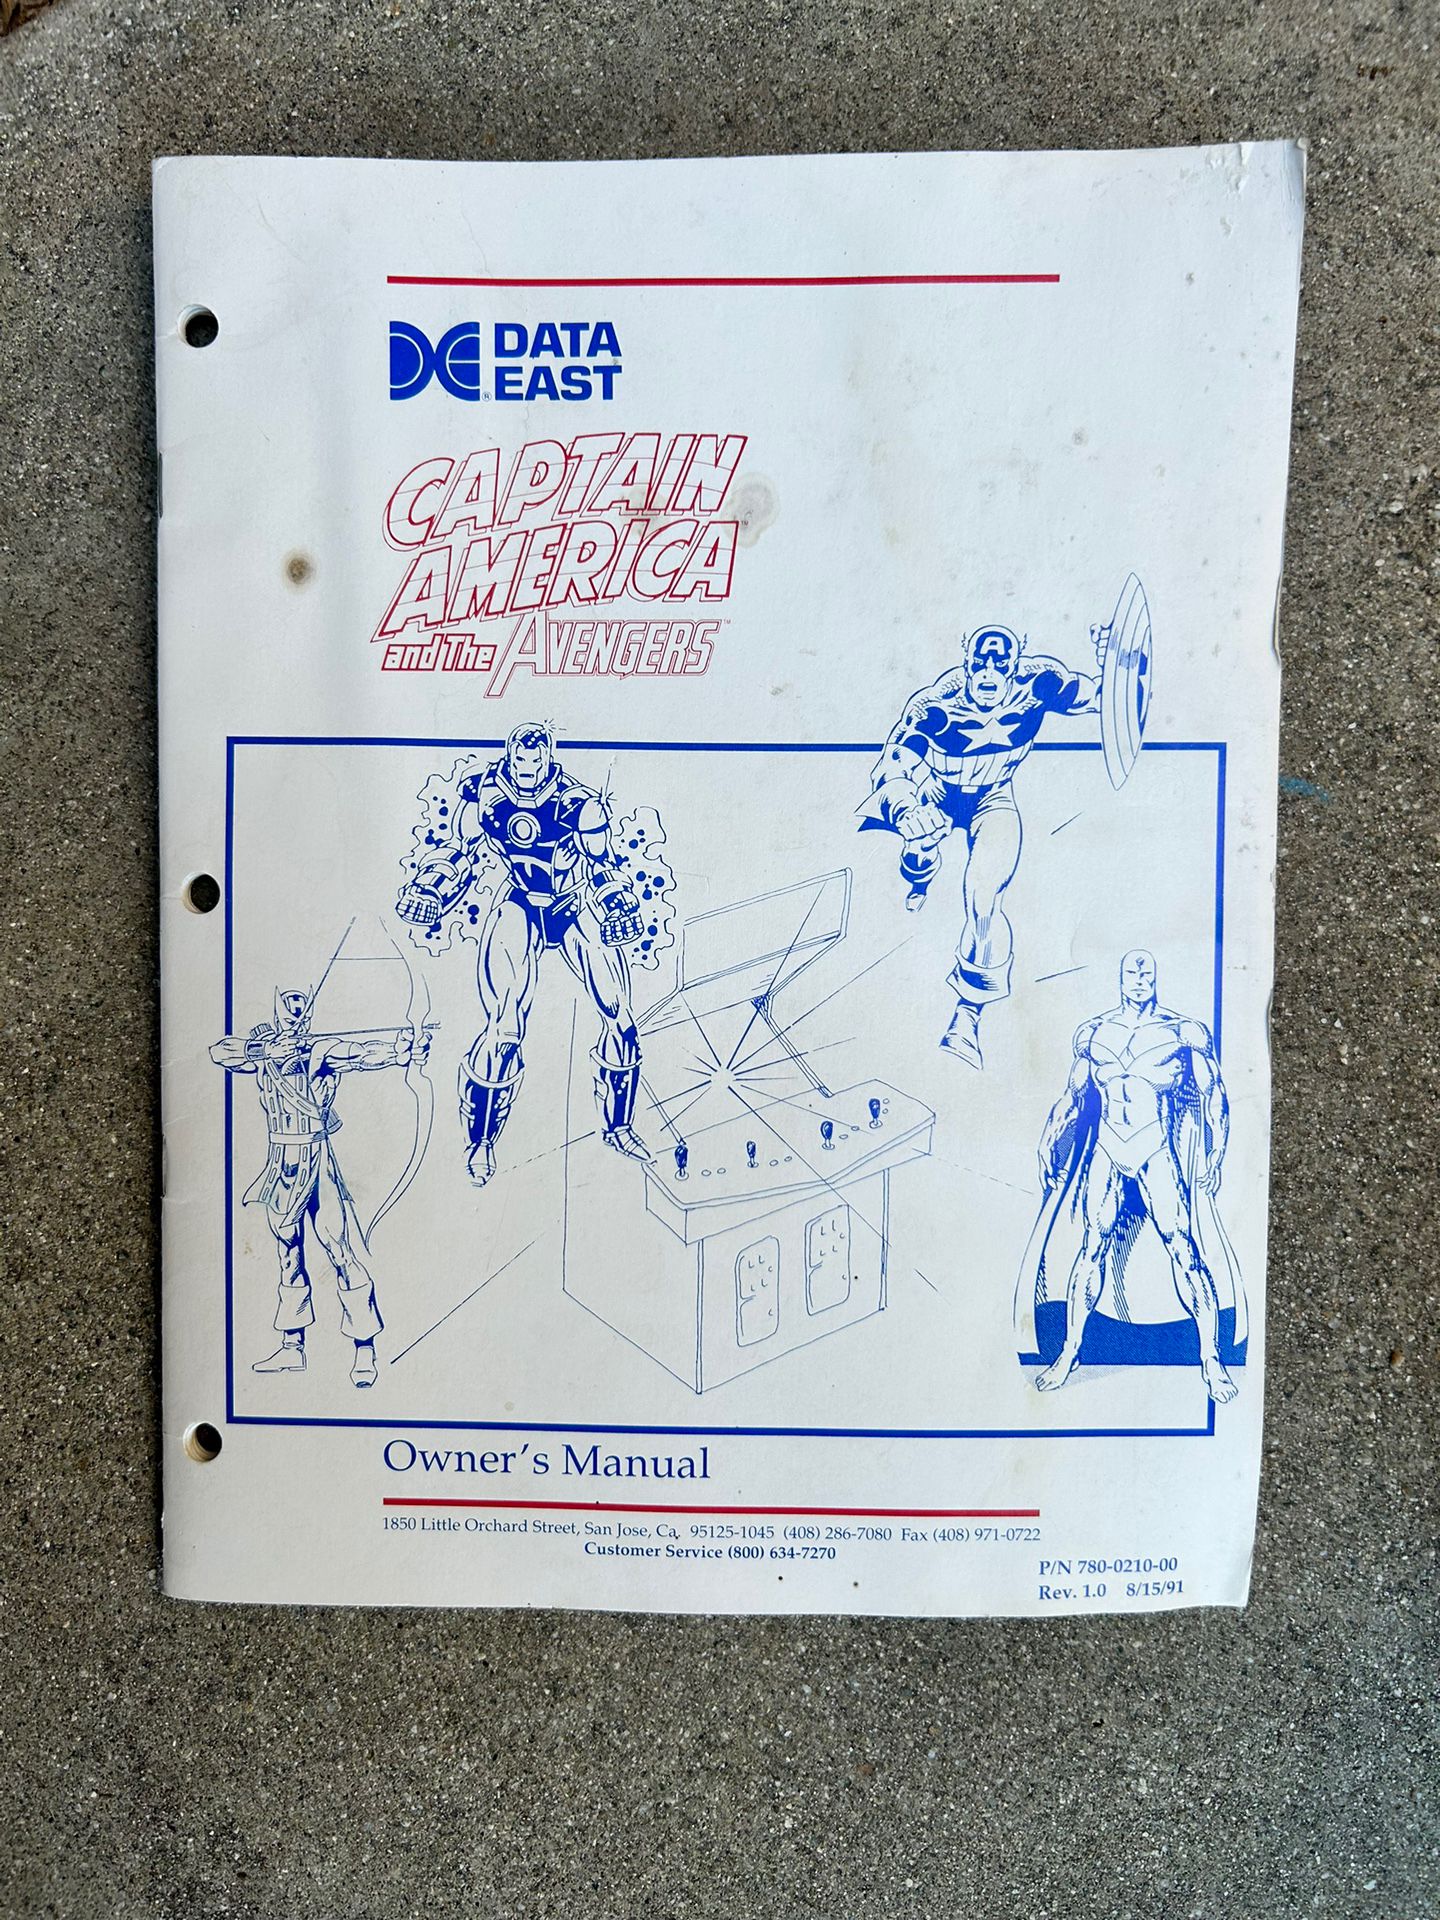 DATA
EAST
CAPTAIN
AMERICA
and The AVENGERS
A
Owner's Manual
1850 Little Orchard Street, San Jose, Ca. 95125-1045 (408) 286-7080 Fax (408) 971-0722
Customer Service (800) 634-7270
P/N 780-0210-00
Rev. 1.0 8/15/91